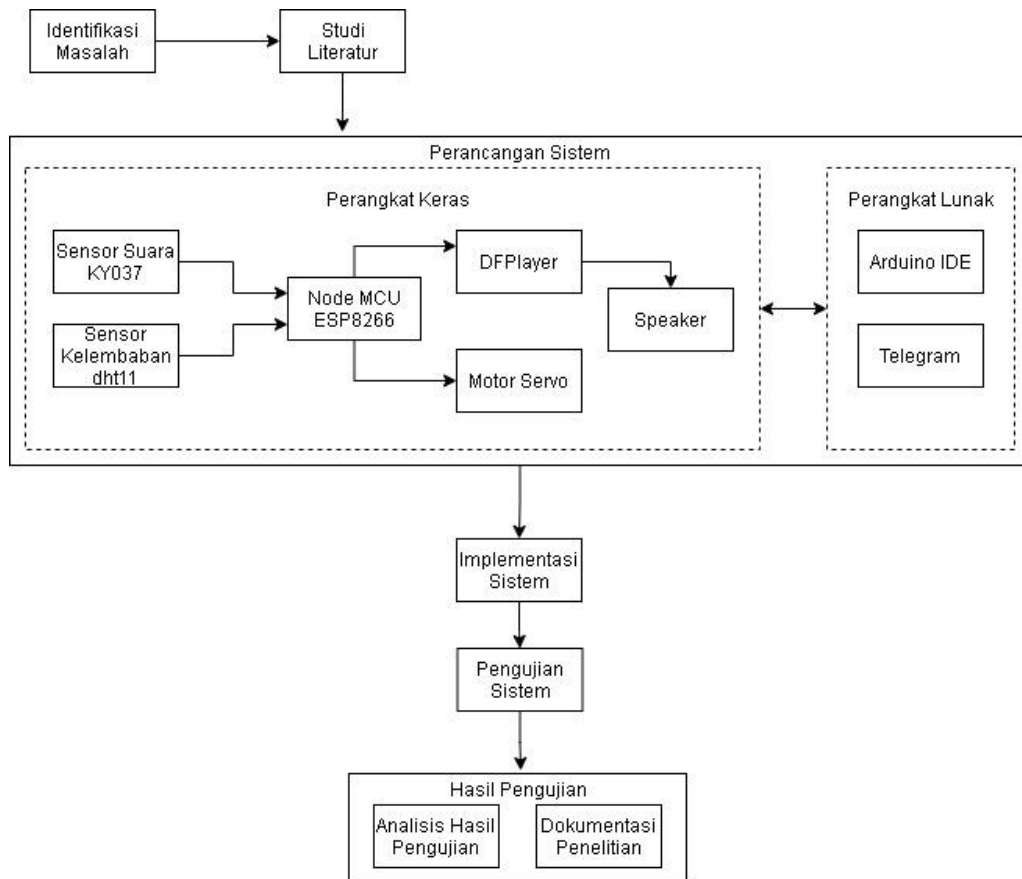 Identifikasi
Masalah
Studi
Literatur
Perancangan Sistem
Perangkat Keras
Sensor Suara
KY037
Sensor
Kelembaban
dht11
Node MCU
ESP8266
DFPlayer
Speaker
Motor Servo
Perangkat Lunak
Arduino IDE
Telegram
Implementasi
Sistem
Pengujian
Sistem
Hasil Pengujian
Analisis Hasil
Pengujian
Dokumentasi
Penelitian